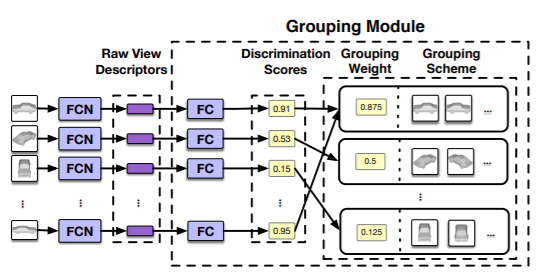 Grouping Module
Raw View
Descriptors
Discrimination
Scores
Grouping
Weight
Grouping
Scheme
FCN
FC
0.91
FCN
FC
0.53
FCN
FC
0.15
FCN
FC
0.95
0.875
...
0.5
...
0.125
...